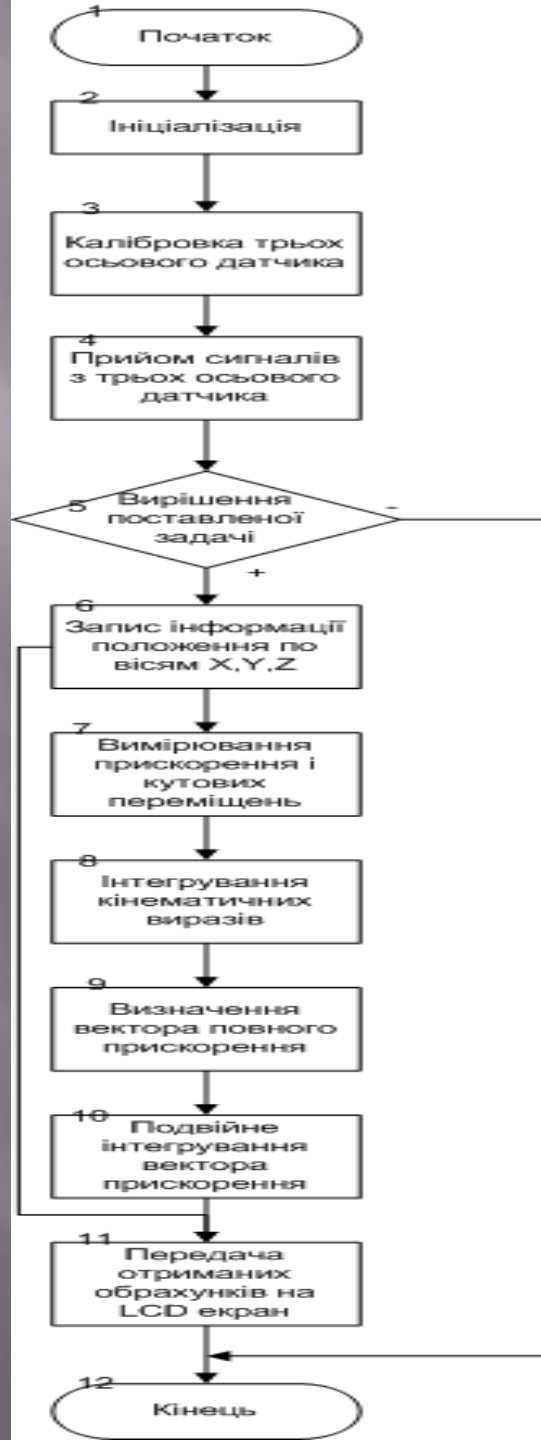 1
Початок
2
Ініціалізація
3
Калібровка трьох
осьового датчика
4
Прийом сигналів
з трьох осьового
датчика
5
Вирішення
поставленої
задачі
-
+
6
Запис інформації
положення по
вісям X,Y,Z
7
Вимірювання
прискорення і
кутових
переміщень
8
Інтегрування
кінематичних
виразів
9
Визначення
вектора повного
прискорення
10
Подвійне
інтегрування
вектора
прискорення
11
Передача
отриманих
обрахунків на
LCD екран
12
Кінець